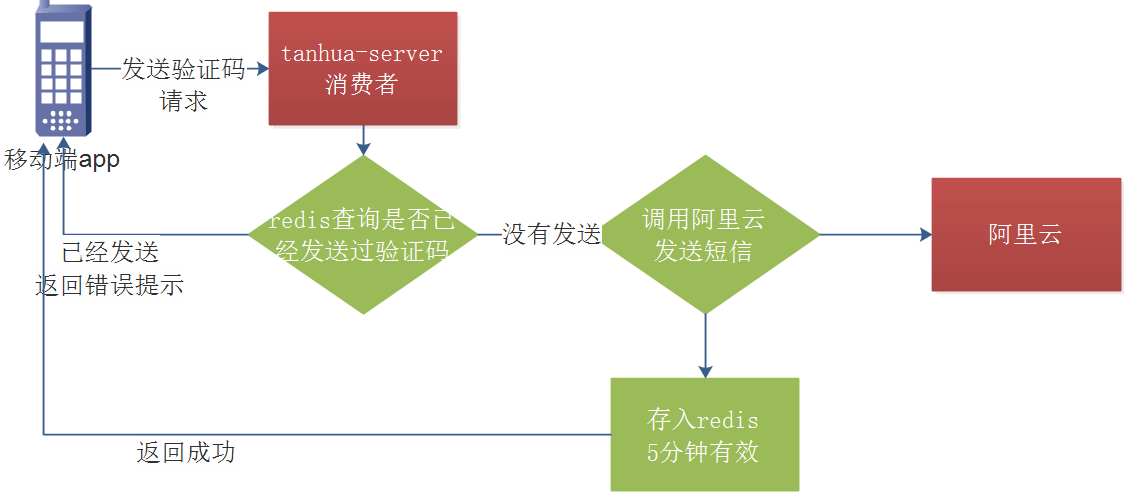 发送验证码
请求
tanhua-server
消费者
移动端app
redis查询是否已
经发送过验证码
没有发送
调用阿里云
发送短信
阿里云
已经发送
返回错误提示
存入redis
5分钟有效
返回成功